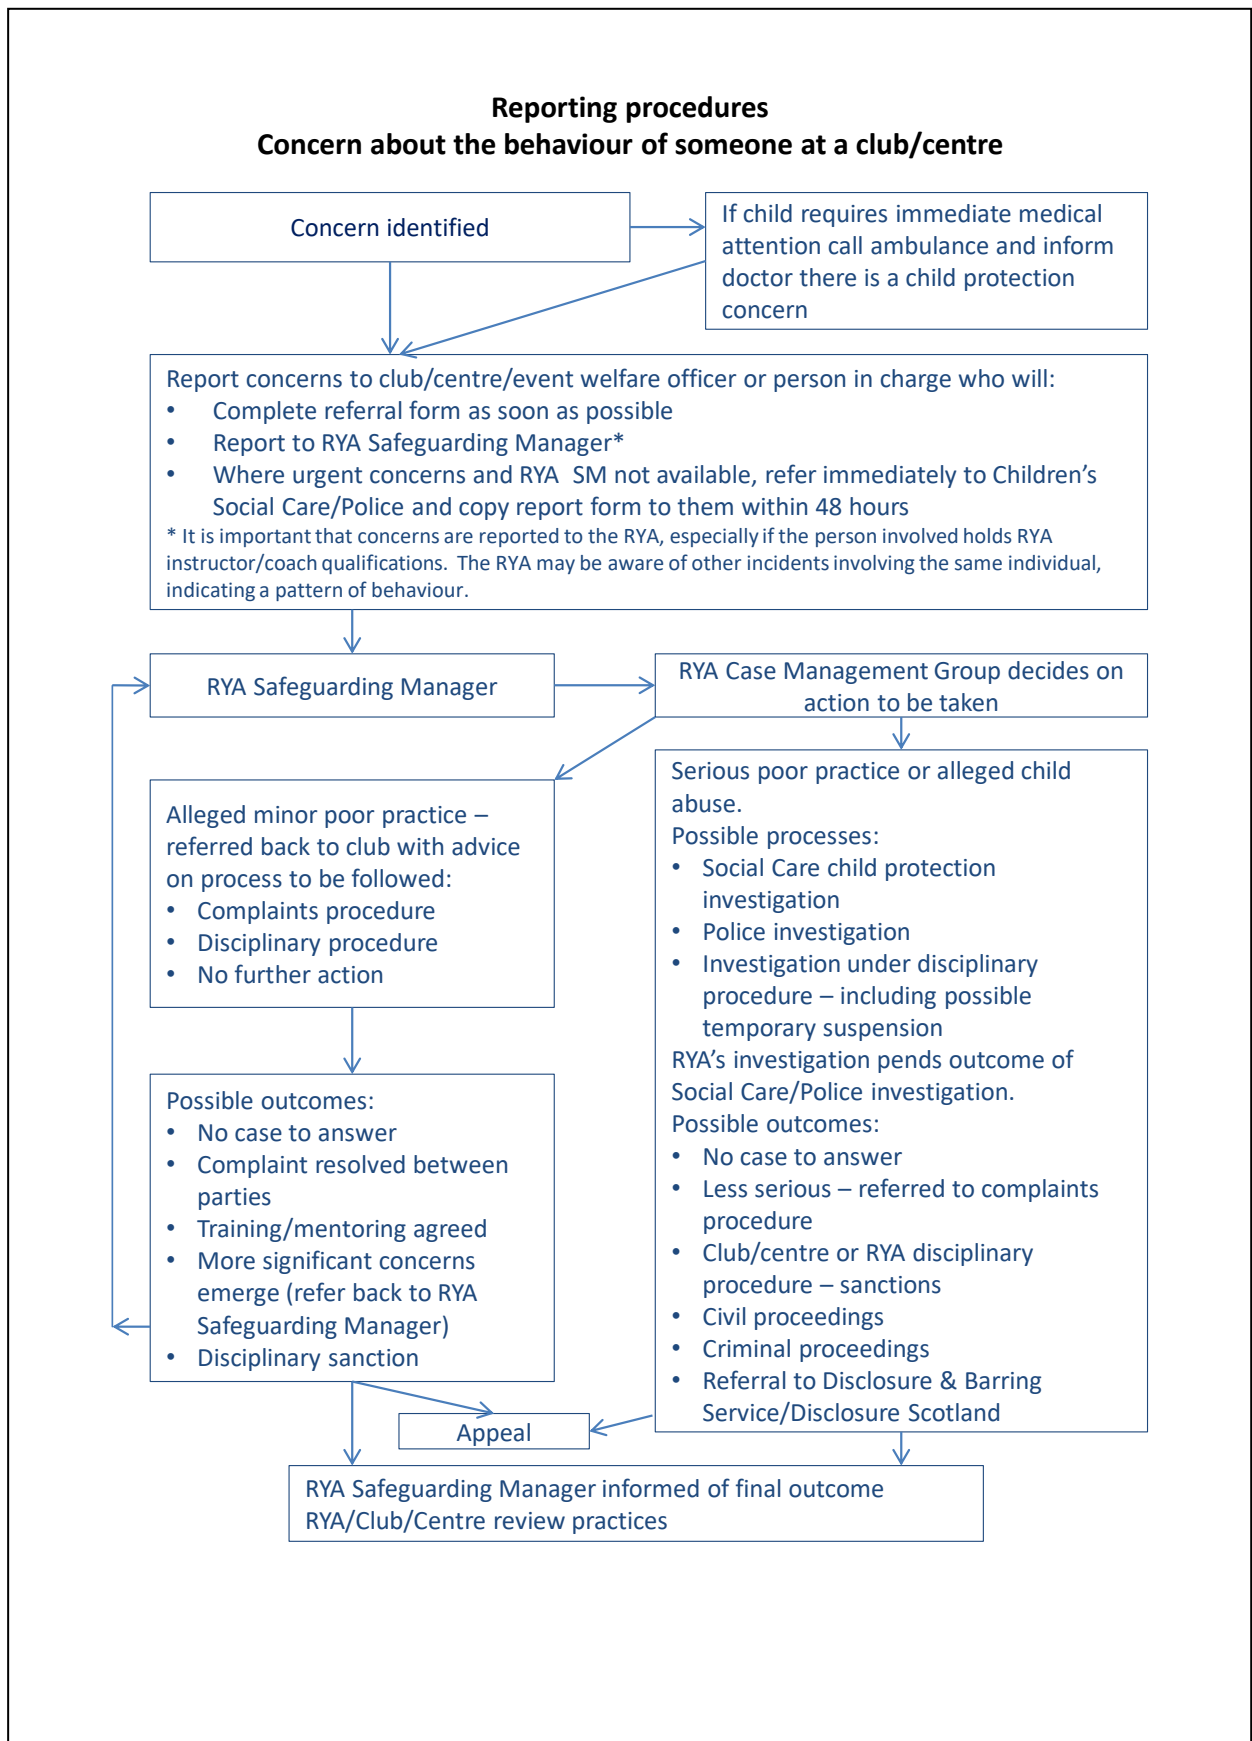 Reporting procedures
Concern about the behaviour of someone at a club/centre
Concern identified
If child requires immediate medical
attention call ambulance and inform
doctor there is a child protection
concern
Report concerns to club/centre/event welfare officer or person in charge who will:
• Complete referral form as soon as possible
• Report to RYA Safeguarding Manager*
• Where urgent concerns and RYA SM not available, refer immediately to Children’s
Social Care/Police and copy report form to them within 48 hours
* It is important that concerns are reported to the RYA, especially if the person involved holds RYA
instructor/coach qualifications. The RYA may be aware of other incidents involving the same individual,
indicating a pattern of behaviour.
RYA Safeguarding Manager
RYA Case Management Group decides on
action to be taken
Alleged minor poor practice –
referred back to club with advice
on process to be followed:
• Complaints procedure
• Disciplinary procedure
• No further action
Serious poor practice or alleged child
abuse.
Possible processes:
• Social Care child protection
investigation
• Police investigation
• Investigation under disciplinary
procedure – including possible
temporary suspension
RYA’s investigation pends outcome of
Social Care/Police investigation.
Possible outcomes:
• No case to answer
• Less serious – referred to complaints
procedure
• Club/centre or RYA disciplinary
procedure – sanctions
• Civil proceedings
• Criminal proceedings
• Referral to Disclosure & Barring
Service/Disclosure Scotland
Possible outcomes:
• No case to answer
• Complaint resolved between
parties
• Training/mentoring agreed
• More significant concerns
emerge (refer back to RYA
Safeguarding Manager)
• Disciplinary sanction
Appeal
RYA Safeguarding Manager informed of final outcome
RYA/Club/Centre review practices